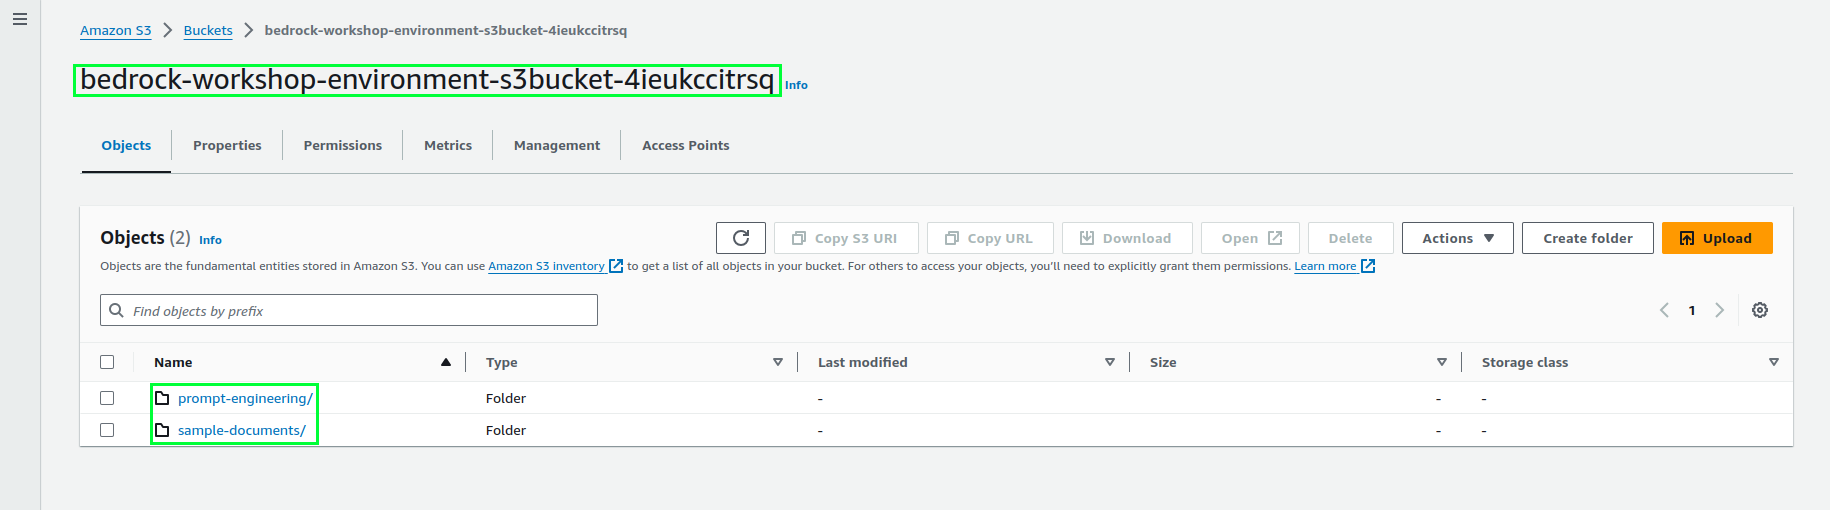 Amazon S3 > Buckets > bedrock-workshop-environment-s3bucket-4ieukccitrsq
bedrock-workshop-environment-s3bucket-4ieukccitrsq Info
Objects Properties Permissions Metrics Management Access Points
Objects (2) Info Copy S3 URI Copy URL Download Open Delete Actions Create folder Upload
Objects are the fundamental entities stored in Amazon S3. You can use Amazon S3 inventory to get a list of all objects in your bucket. For others to access your objects, you'll need to explicitly grant them permissions. Learn more
Find objects by prefix 1
Name Type Last modified Size Storage class
prompt-engineering/ Folder - - -
sample-documents/ Folder - - -